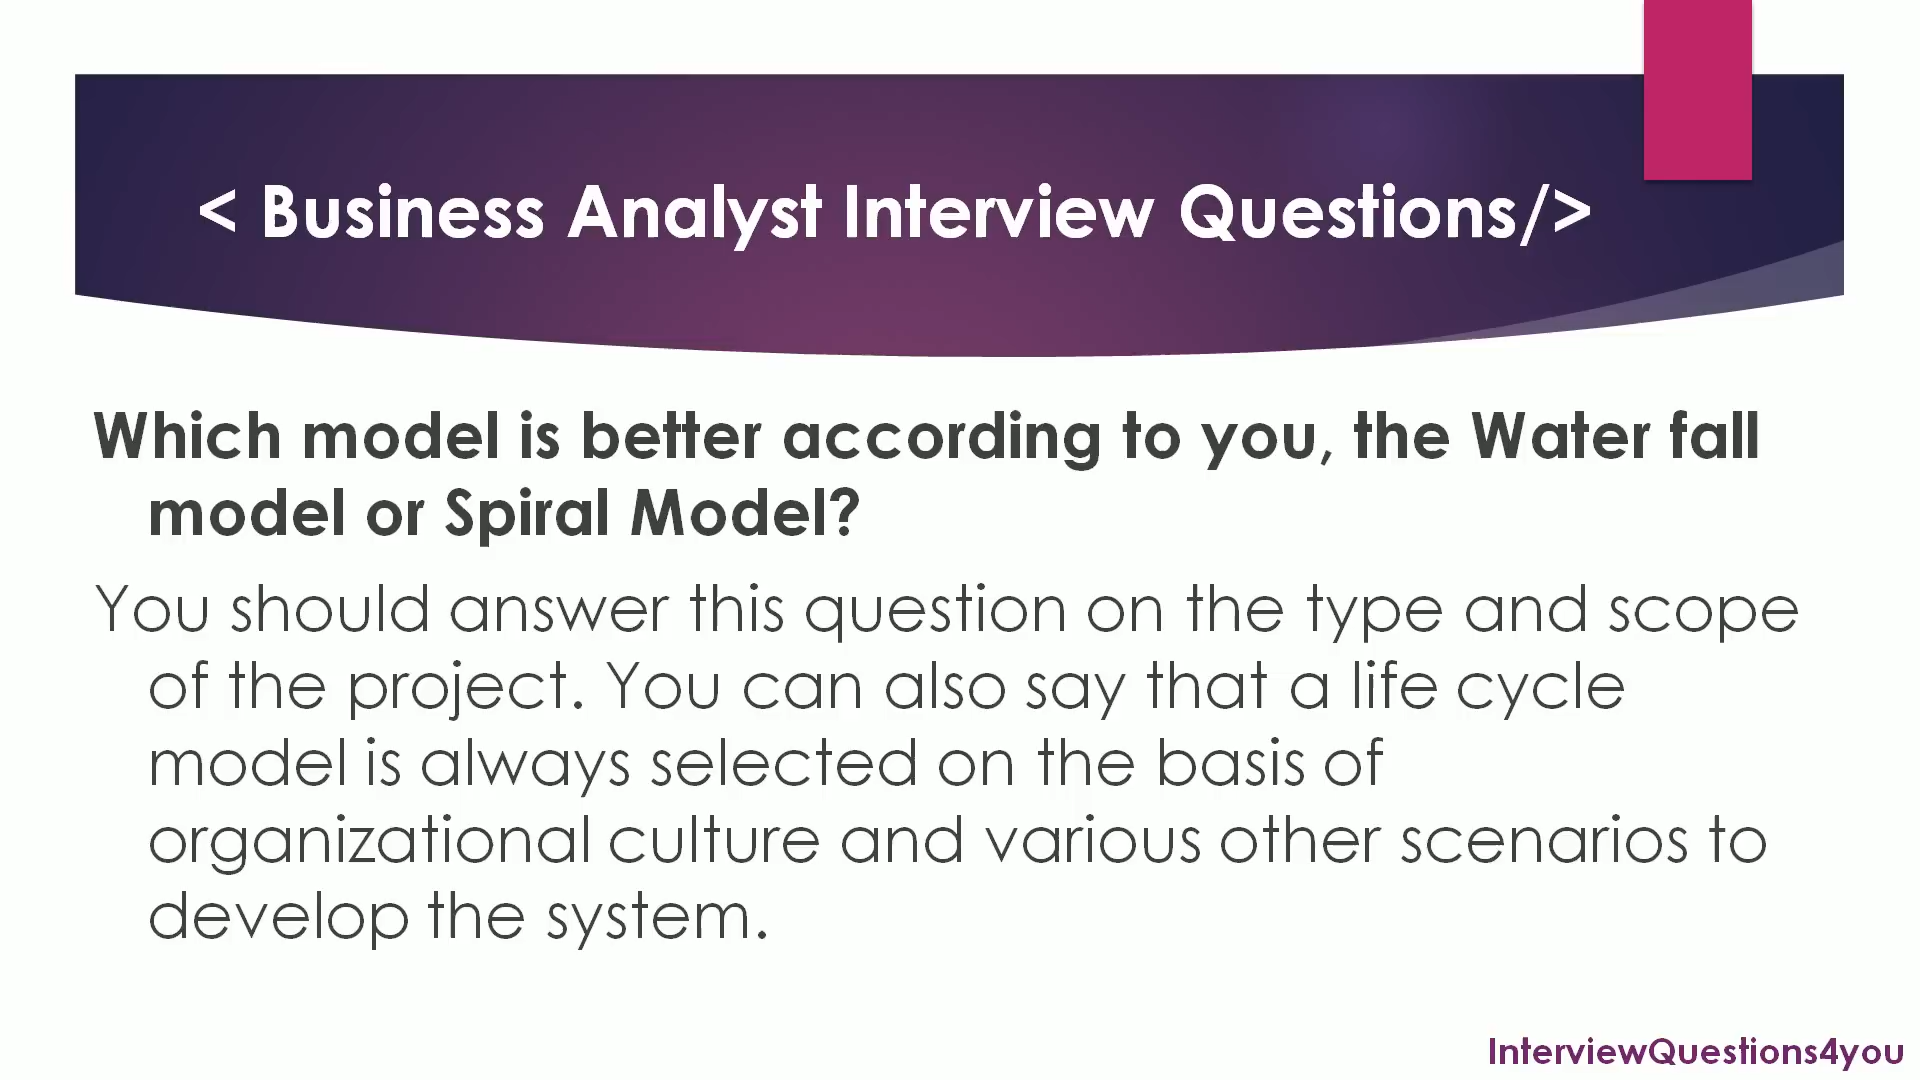 < Business Analyst Interview Questions/>
Which model is better according to you, the Water fall
model or Spiral Model?
You should answer this question on the type and scope
of the project. You can also say that a life cycle
model is always selected on the basis of
organizational culture and various other scenarios to
develop the system.
InterviewQuestions4you